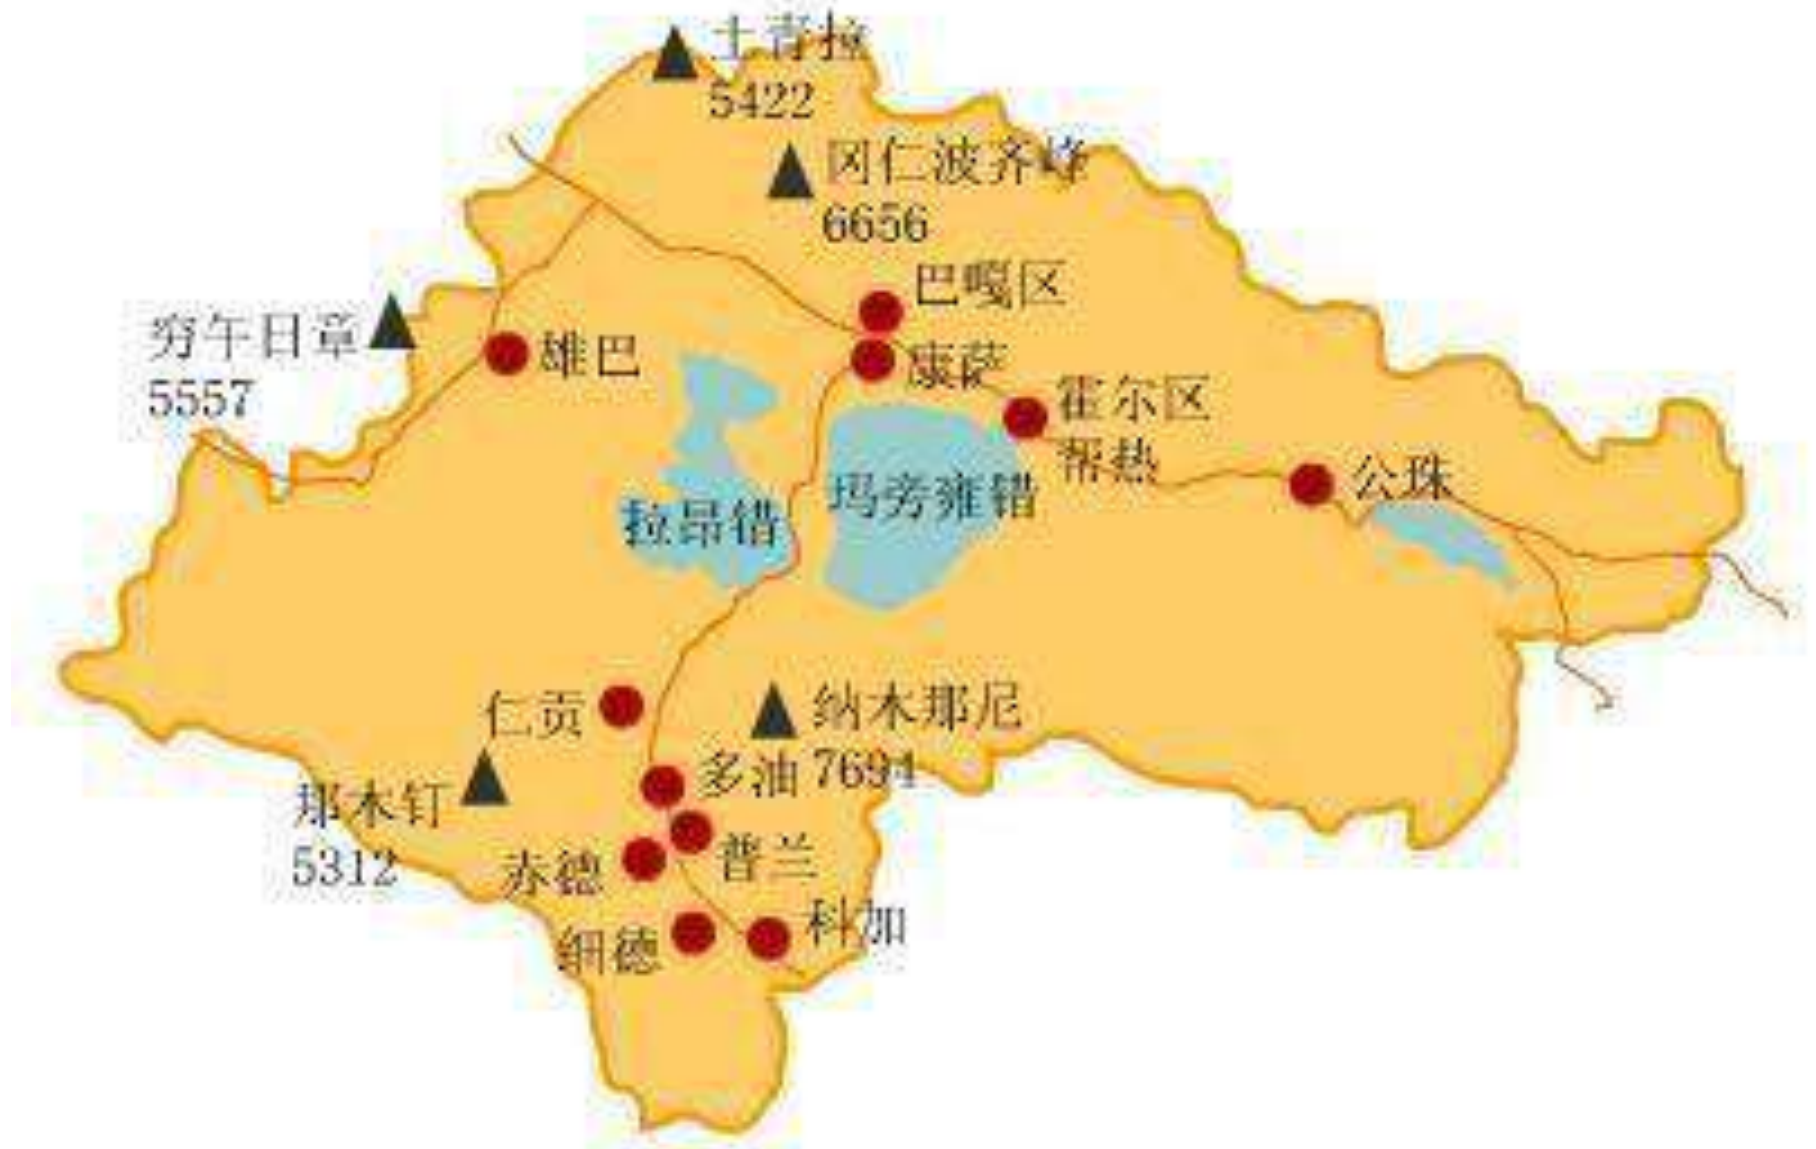 土青拉
5422
冈仁波齐峰
6656
巴嘎区
穷午日章
5557
雄巴
康萨
霍尔区
帮热
公珠
拉昂错
玛旁雍错
仁贡
纳木那尼
7694
多油
那木钉
5312
普兰
赤德
科加
细德